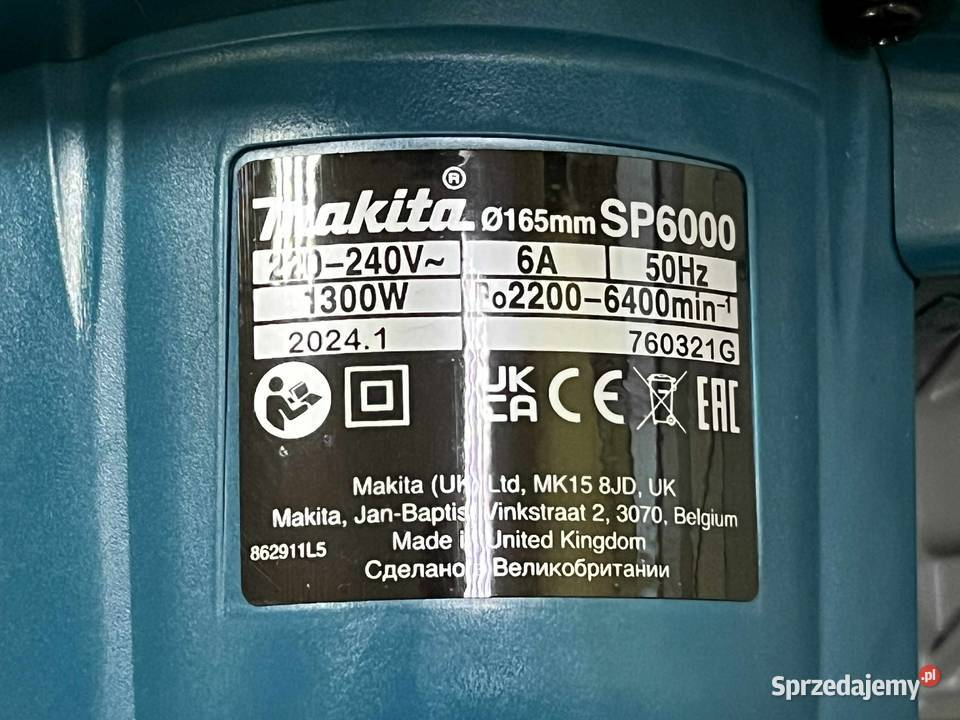 makita® Ø165mm SP6000
220-240V~ 6A 50Hz
1300W 2200-6400min⁻¹
2024.1 760321G
UK CA CE EAC
Makita (UK) Ltd, MK15 8JD, UK
Makita, Jan-Baptist Vinkstraat 2, 3070, Belgium
862911L5 Made in United Kingdom
Сделано в Великобритании
Sprzedajemy.pl